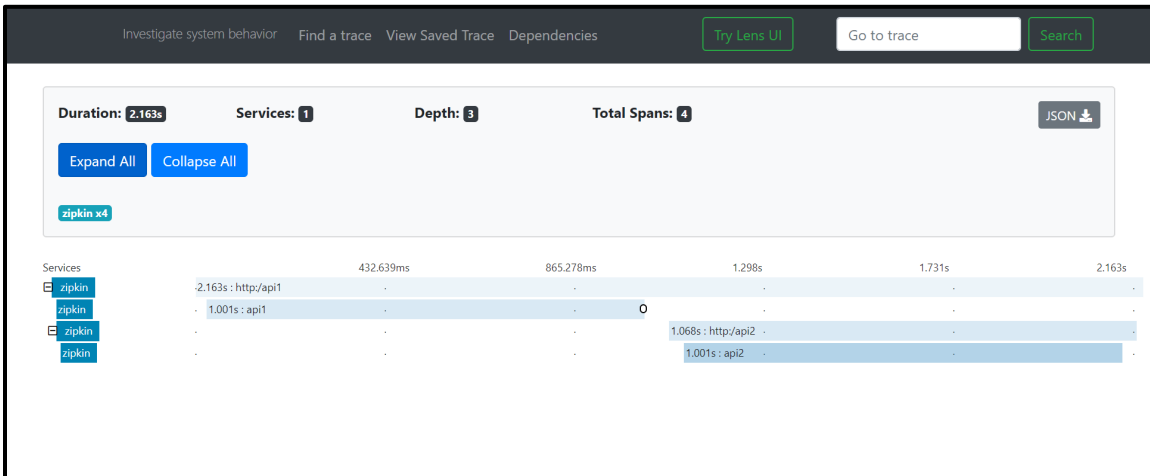 Investigate system behavior Find a trace View Saved Trace Dependencies Try Lens UI Go to trace Search
Duration: 2.163s Services: 1 Depth: 3 Total Spans: 4 JSON
Expand All Collapse All
zipkin x4
Services 432.639ms 865.278ms 1.298s 1.731s 2.163s
zipkin 2.163s : http:/api1
zipkin 1.001s : api1
zipkin 1.068s : http:/api2
zipkin 1.001s : api2